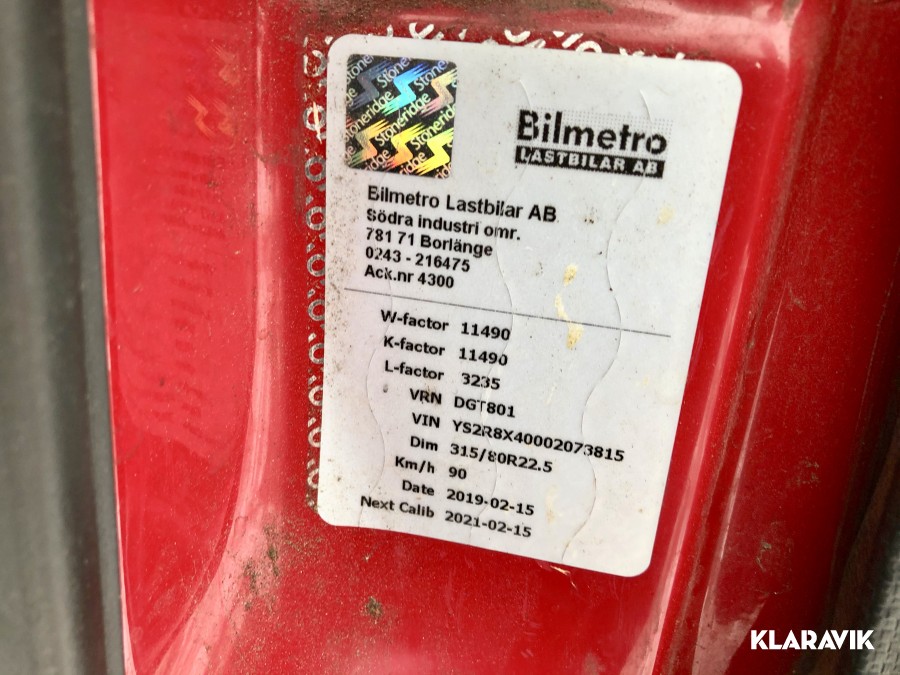 Stoneridge
Stoneridge
Stoneridge
Bilmetro
LASTBILAR AB
Bilmetro Lastbilar AB
Södra industri omr.
781 71 Borlänge
0243 - 216475
Ack.nr 4300
W-factor 11490
K-factor 11490
L-factor 3235
VRN DGT801
VIN YS2R8X40002073815
Dim 315/80R22.5
Km/h 90
Date 2019-02-15
Next Calib 2021-02-15
KLARAVIK